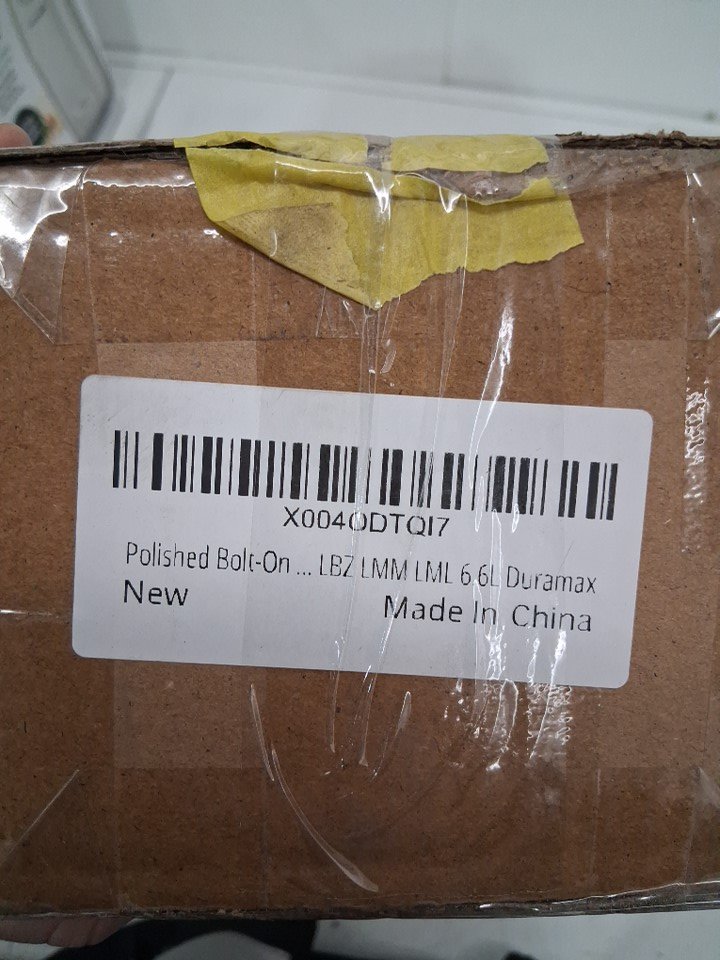 X004ODTQI7
Polished Bolt-On ... LBZ LMM LML 6.6L Duramax
New
Made In China